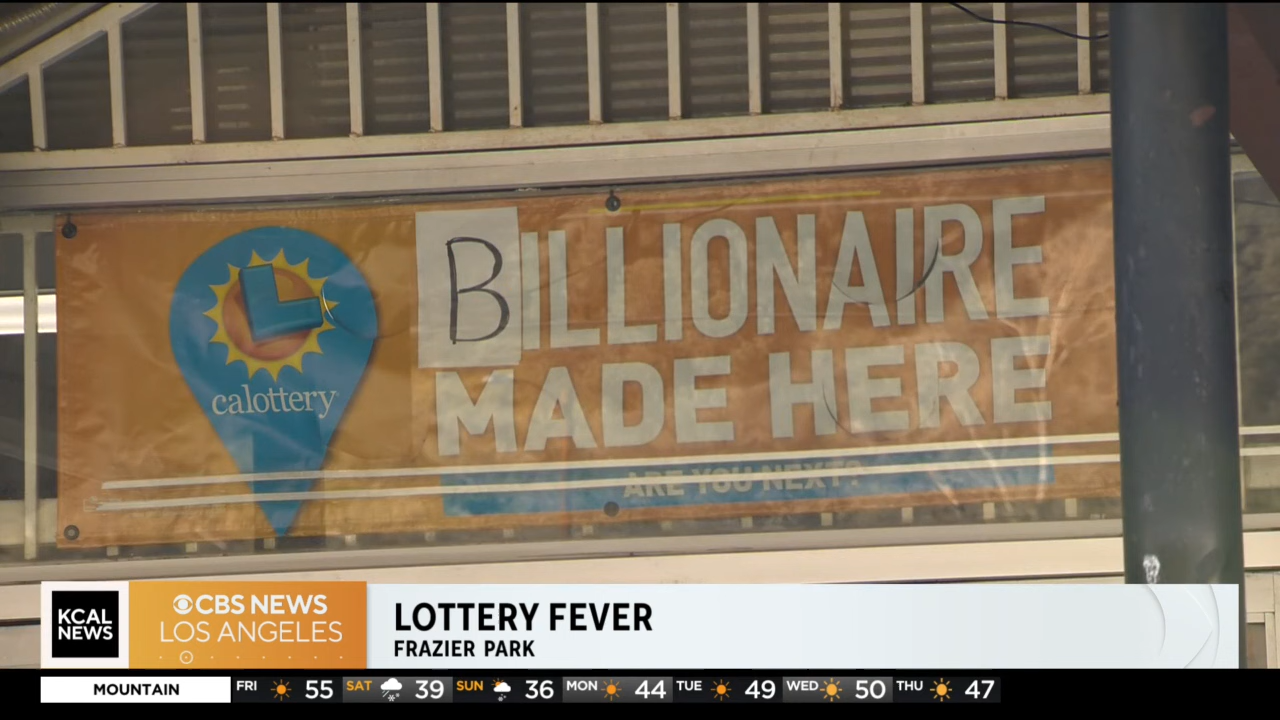 BILLIONAIRE
MADE HERE
ARE YOU NEXT?
L
calottery
KCAL
NEWS
CBS NEWS
LOS ANGELES
LOTTERY FEVER
FRAZIER PARK
MOUNTAIN FRI 55 SAT 39 SUN 36 MON 44 TUE 49 WED 50 THU 47